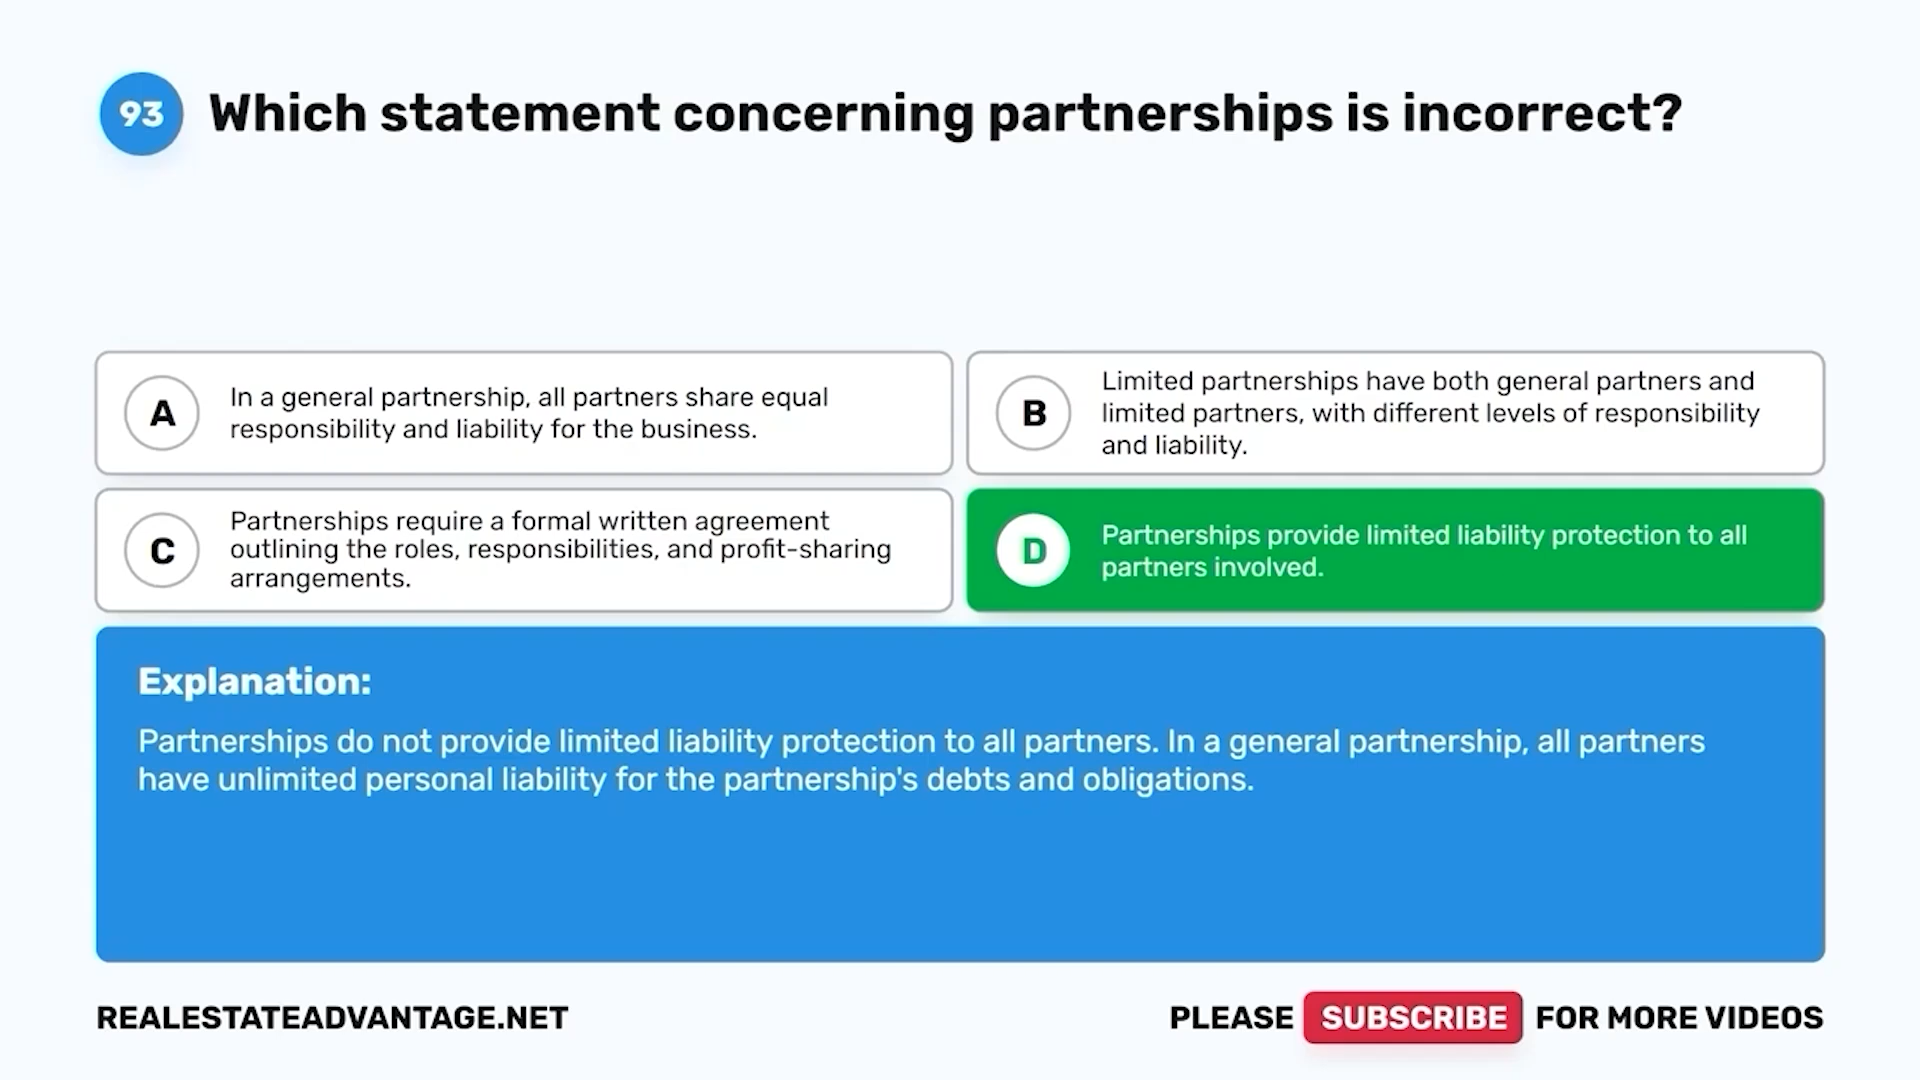 93 Which statement concerning partnerships is incorrect?
A In a general partnership, all partners share equal
responsibility and liability for the business.
B Limited partnerships have both general partners and
limited partners, with different levels of responsibility
and liability.
C Partnerships require a formal written agreement
outlining the roles, responsibilities, and profit-sharing
arrangements.
D Partnerships provide limited liability protection to all
partners involved.
Explanation:
Partnerships do not provide limited liability protection to all partners. In a general partnership, all partners
have unlimited personal liability for the partnership's debts and obligations.
REALESTATEADVANTAGE.NET
PLEASE SUBSCRIBE FOR MORE VIDEOS